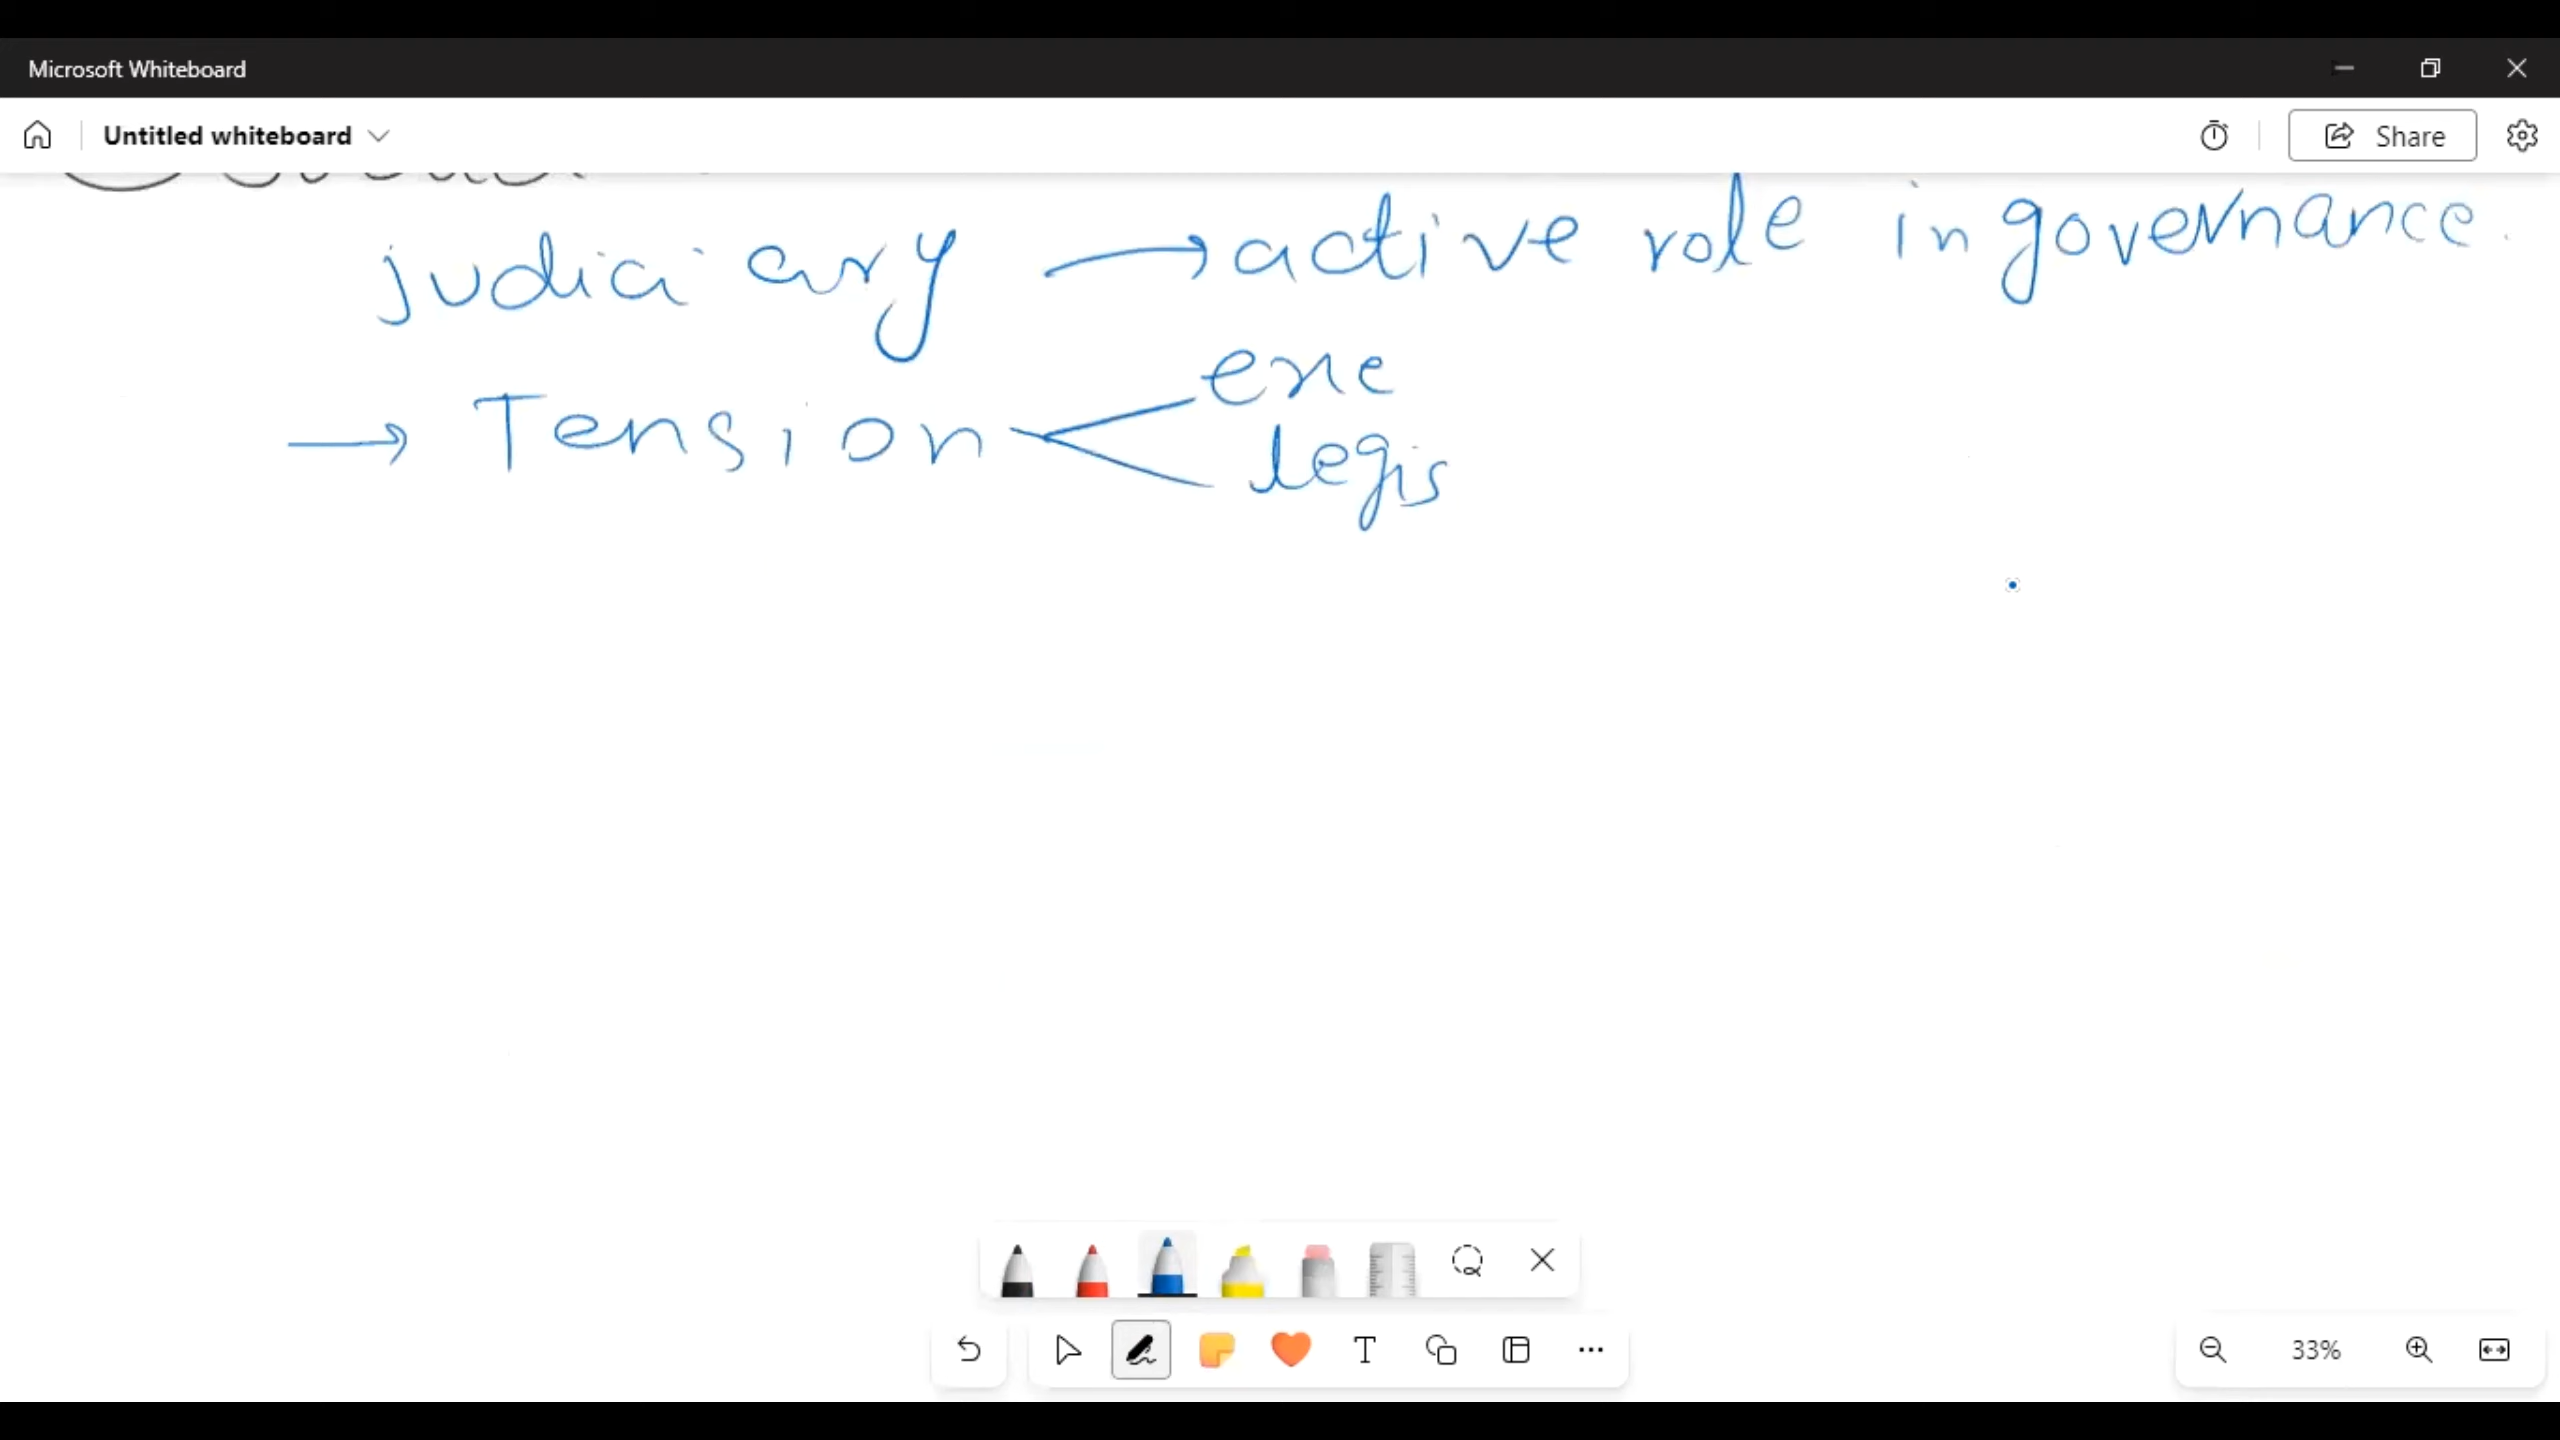 Microsoft Whiteboard
Untitled whiteboard
Share
judiciary → active role in governance.
→ Tension
exe
legis
T
33%